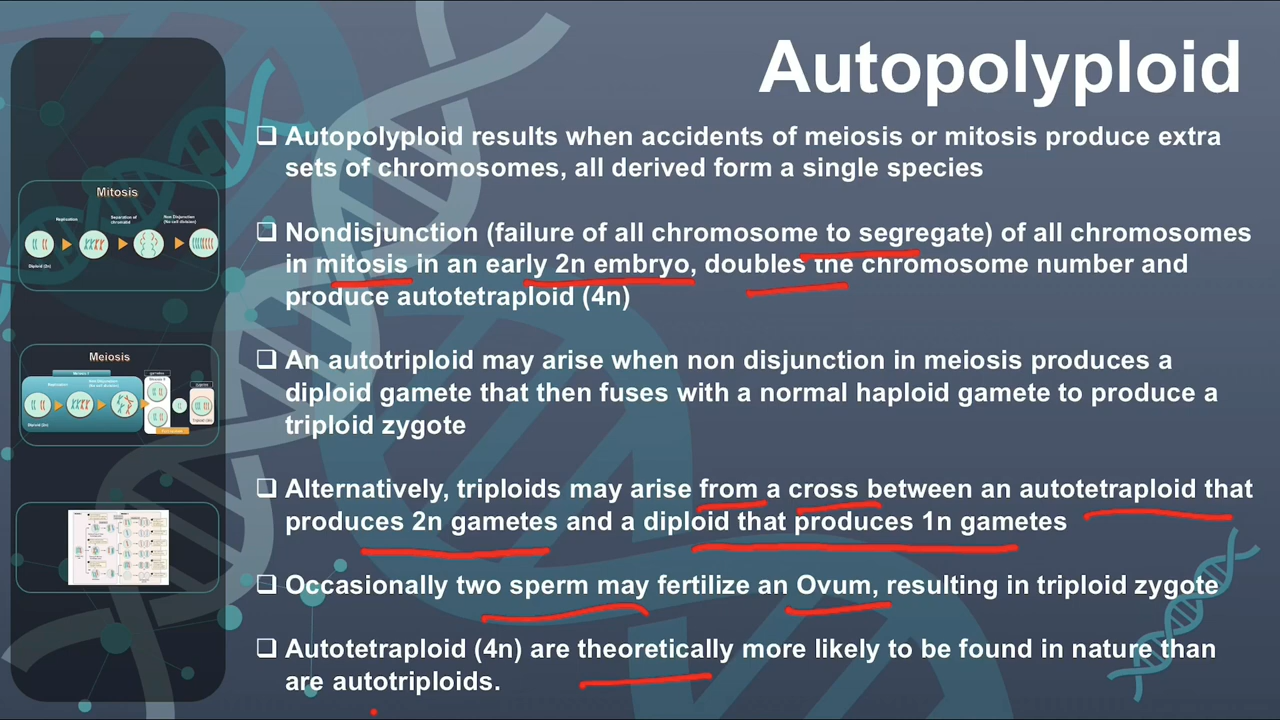 Autopolyploid
❑ Autopolyploid results when accidents of meiosis or mitosis produce extra
sets of chromosomes, all derived form a single species
❑ Nondisjunction (failure of all chromosome to segregate) of all chromosomes
in mitosis in an early 2n embryo, doubles the chromosome number and
produce autotetraploid (4n)
❑ An autotriploid may arise when non disjunction in meiosis produces a
diploid gamete that then fuses with a normal haploid gamete to produce a
triploid zygote
❑ Alternatively, triploids may arise from a cross between an autotetraploid that
produces 2n gametes and a diploid that produces 1n gametes
❑ Occasionally two sperm may fertilize an Ovum, resulting in triploid zygote
❑ Autotetraploid (4n) are theoretically more likely to be found in nature than
are autotriploids.
Mitosis
Replication
Separation of
chromatid
Non Disjunction
(No cell division)
Diploid (2n)
Meiosis
Replication
Diploid (2n)